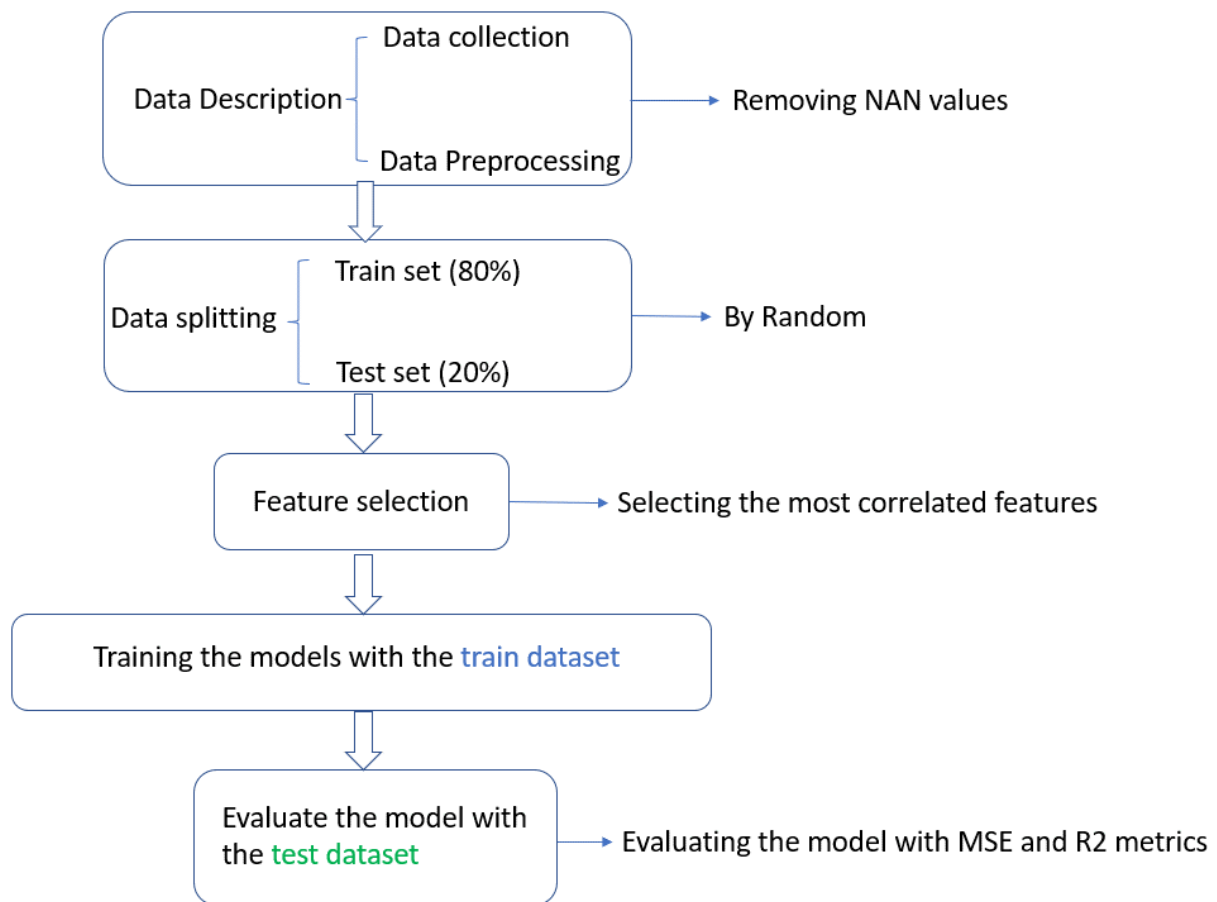 Data collection
Data Description
Removing NAN values
Data Preprocessing
Train set (80%)
Data splitting
By Random
Test set (20%)
Feature selection
Selecting the most correlated features
Training the models with the train dataset
Evaluate the model with
the test dataset
Evaluating the model with MSE and R2 metrics